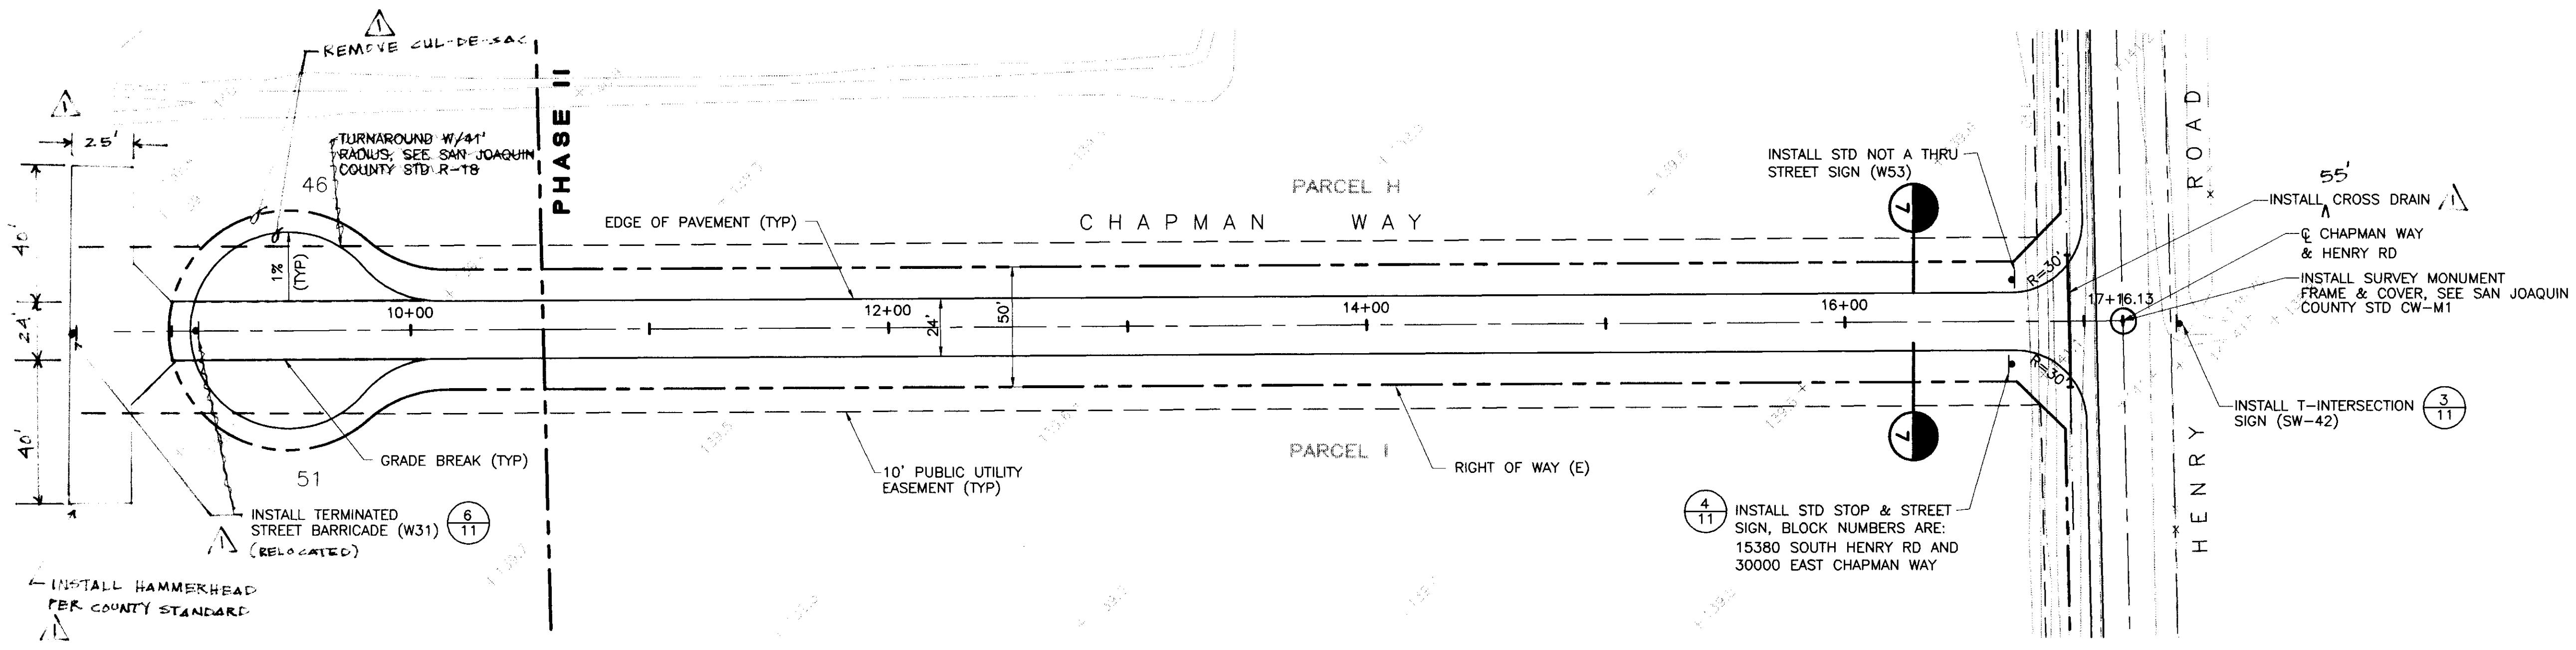 1
REMOVE CUL-DE-SAC
1
25'
TURNAROUND W/41'
RADIUS, SEE SAN JOAQUIN
COUNTY STD R-18
46
PHASE II
40'
24'
40'
1%
(TYP)
EDGE OF PAVEMENT (TYP)
PARCEL H
CHAPMAN WAY
10+00
12+00
14+00
16+00
17+16.13
24'
50'
GRADE BREAK (TYP)
51
INSTALL TERMINATED
STREET BARRICADE (W31)
(RELOCATED)
6
11
1
INSTALL HAMMERHEAD
PER COUNTY STANDARD
1
10' PUBLIC UTILITY
EASEMENT (TYP)
PARCEL I
RIGHT OF WAY (E)
INSTALL STD NOT A THRU
STREET SIGN (W53)
7
7
R=30'
R=30'
4
11
INSTALL STD STOP & STREET
SIGN, BLOCK NUMBERS ARE:
15380 SOUTH HENRY RD AND
30000 EAST CHAPMAN WAY
HENRY ROAD
55'
INSTALL CROSS DRAIN
1
℄ CHAPMAN WAY
& HENRY RD
INSTALL SURVEY MONUMENT
FRAME & COVER, SEE SAN JOAQUIN
COUNTY STD CW-M1
INSTALL T-INTERSECTION
SIGN (SW-42)
3
11